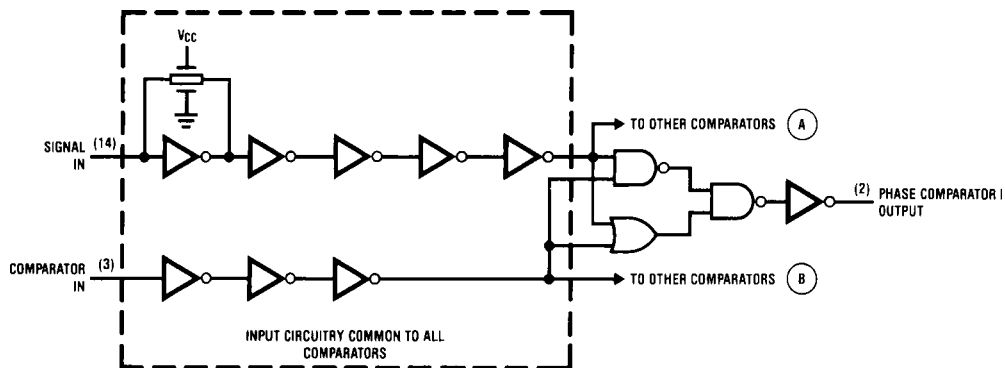 VCC
SIGNAL (14)
IN
TO OTHER COMPARATORS A
(2) PHASE COMPARATOR I
OUTPUT
COMPARATOR (3)
IN
TO OTHER COMPARATORS B
INPUT CIRCUITRY COMMON TO ALL
COMPARATORS